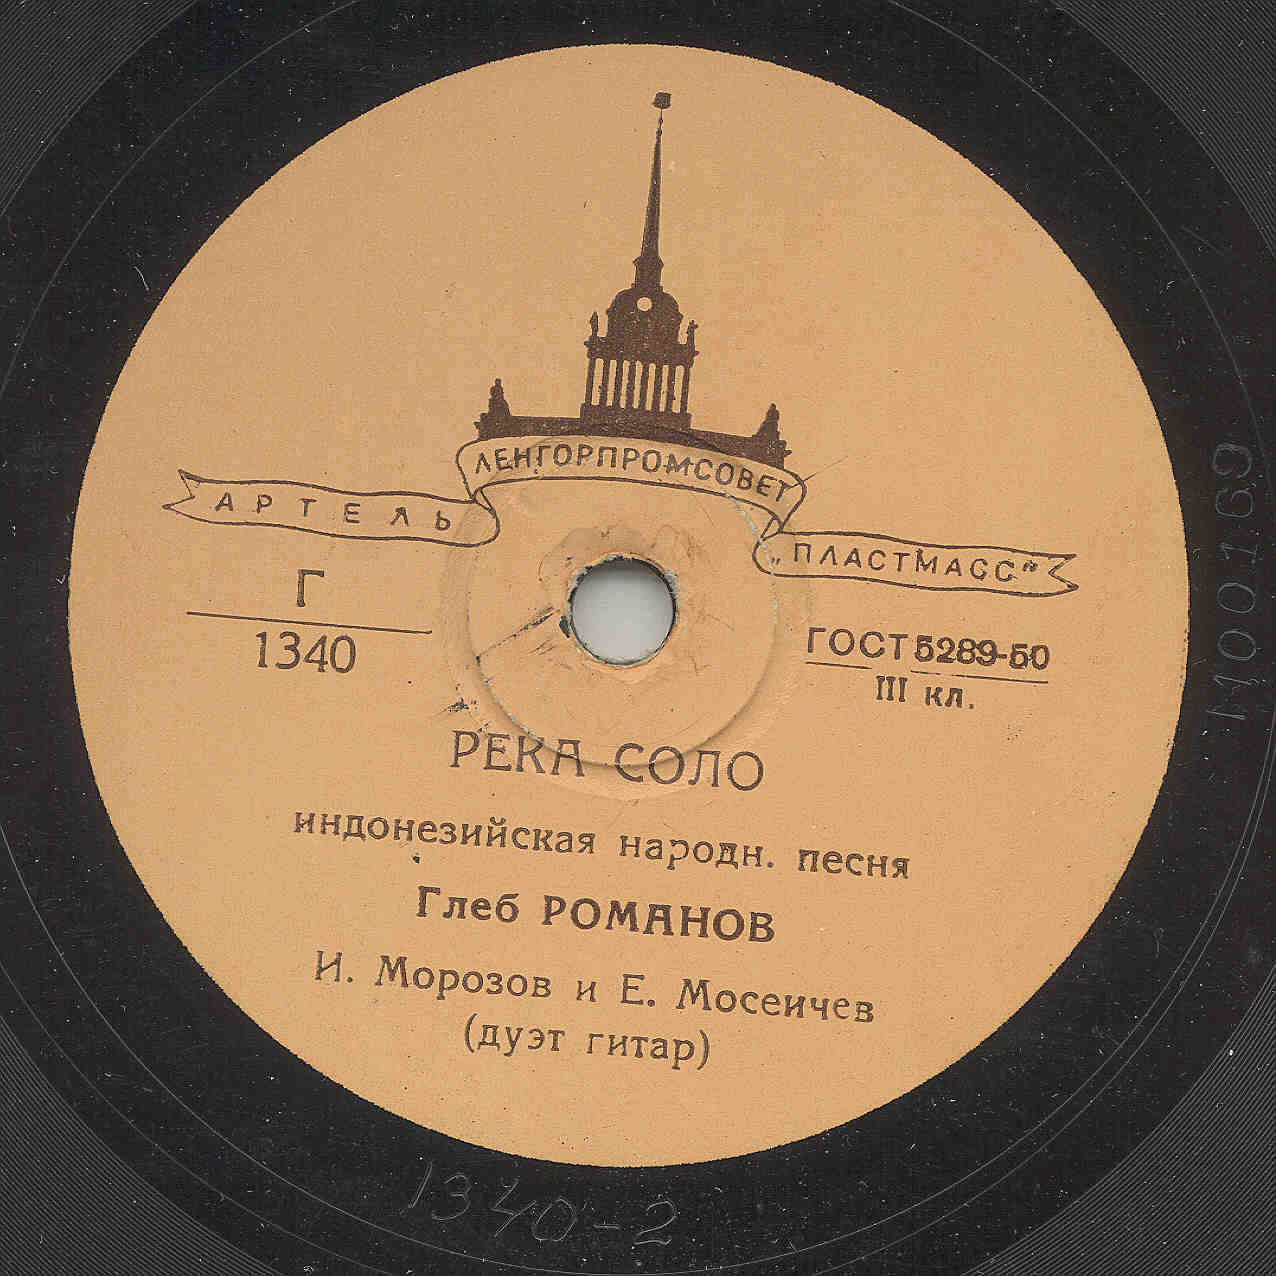 ЛЕНГОРПРОМСОВЕТ
АРТЕЛЬ
„ПЛАСТМАСС“
Г
1340
ГОСТ 5289-50
III кл.
РЕКА СОЛО
индонезийская народн. песня
Глеб РОМАНОВ
И. Морозов и Е. Мосеичев
(дуэт гитар)
1340-2